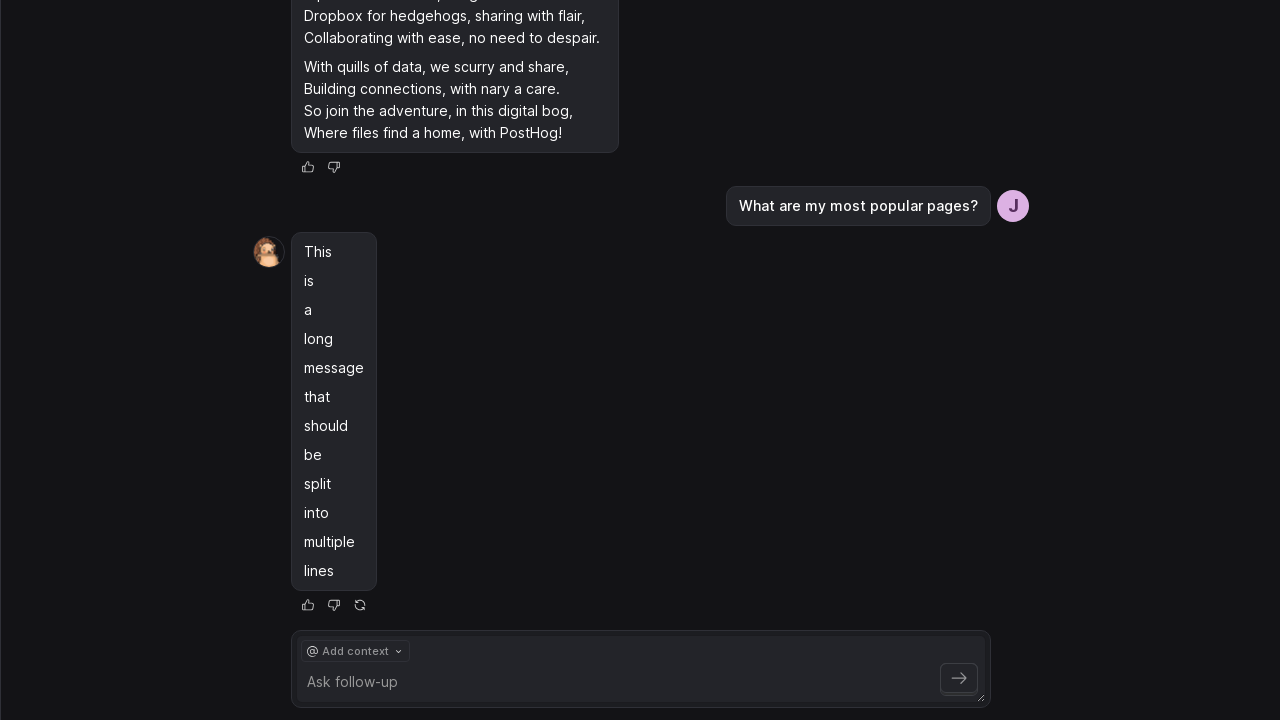 Dropbox for hedgehogs, sharing with flair,
Collaborating with ease, no need to despair.
With quills of data, we scurry and share,
Building connections, with nary a care.
So join the adventure, in this digital bog,
Where files find a home, with PostHog!
What are my most popular pages?
J
This
is
a
long
message
that
should
be
split
into
multiple
lines
@ Add context
Ask follow-up